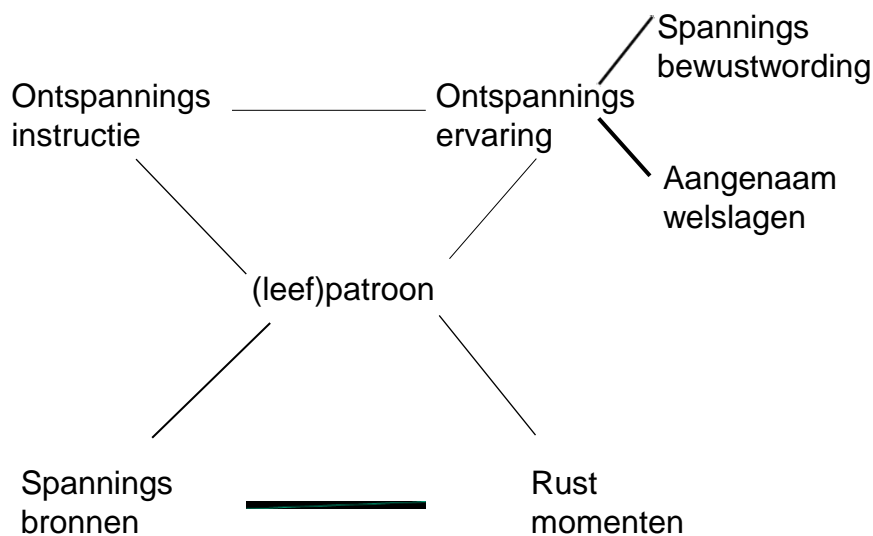 Spannings
bewustwording
Ontspannings
instructie
Ontspannings
ervaring
Aangenaam
welslagen
(leef)patroon
Spannings
bronnen
Rust
momenten